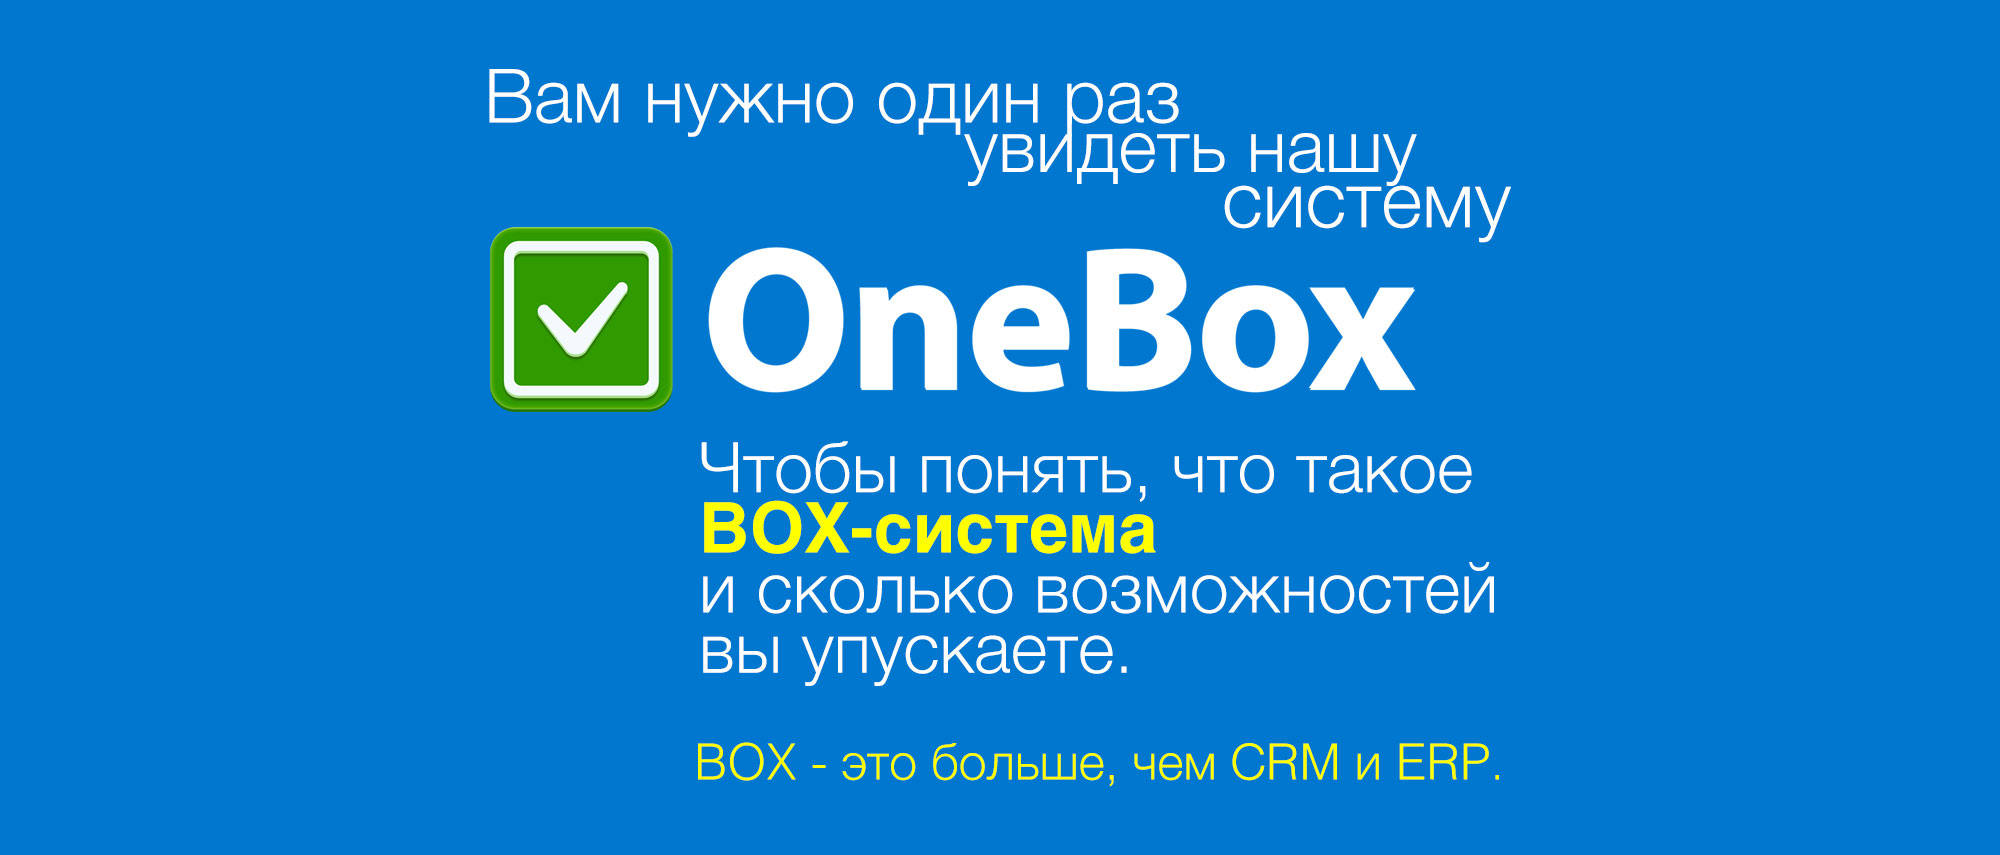 Вам нужно один раз
увидеть нашу
систему
OneBox
Чтобы понять, что такое
BOX-система
и сколько возможностей
вы упускаете.
BOX - это больше, чем CRM и ERP.